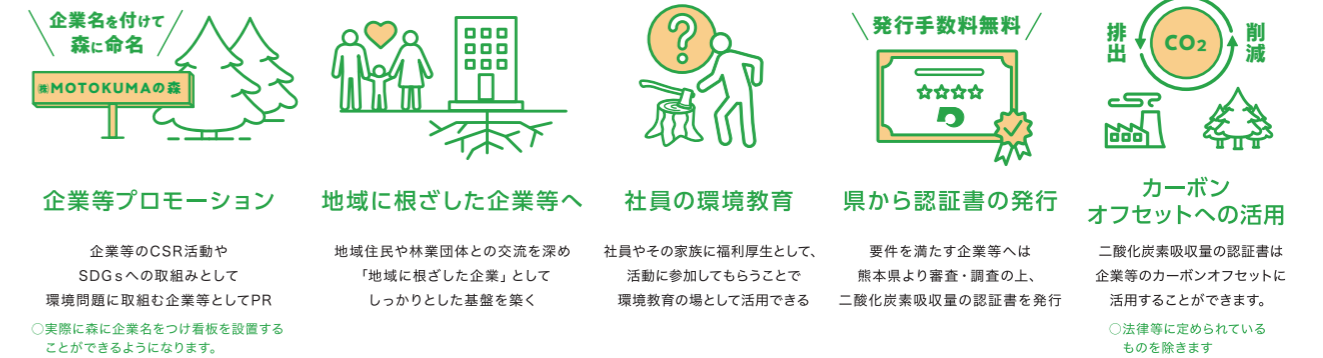 企業名を付けて
森に命名
㈱MOTOKUMAの森
企業等プロモーション
企業等のCSR活動や
SDGsへの取組みとして
環境問題に取組む企業等としてPR
○実際に森に企業名をつけ看板を設置する
ことができるようになります。
地域に根ざした企業等へ
地域住民や林業団体との交流を深め
「地域に根ざした企業」として
しっかりとした基盤を築く
?
社員の環境教育
社員やその家族に福利厚生として、
活動に参加してもらうことで
環境教育の場として活用できる
発行手数料無料
県から認証書の発行
要件を満たす企業等へは
熊本県より審査・調査の上、
二酸化炭素吸収量の認証書を発行
排出
CO2
削減
カーボン
オフセットへの活用
二酸化炭素吸収量の認証書は
企業等のカーボンオフセットに
活用することができます。
○法律等に定められている
ものを除きます